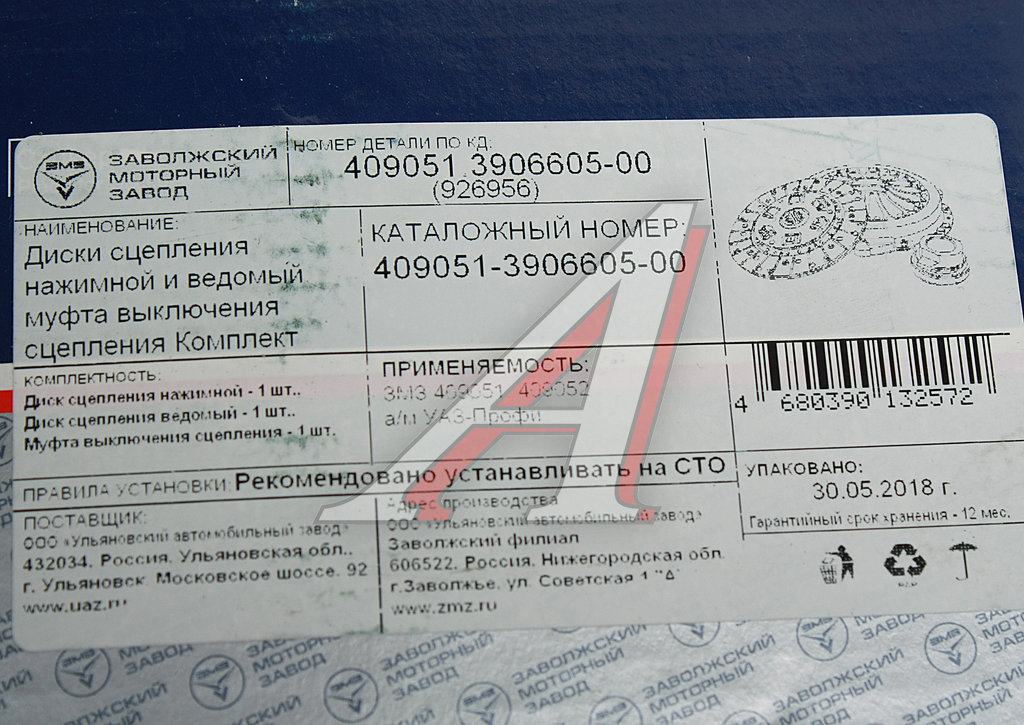 ЗМЗ
ЗАВОЛЖСКИЙ
МОТОРНЫЙ
ЗАВОД
НОМЕР ДЕТАЛИ ПО КД:
409051.3906605-00
(926956)
НАИМЕНОВАНИЕ:
Диски сцепления
нажимной и ведомый
муфта выключения
сцепления Комплект
КАТАЛОЖНЫЙ НОМЕР:
409051-3906605-00
КОМПЛЕКТНОСТЬ:
Диск сцепления нажимной - 1 шт..
Диск сцепления ведомый - 1 шт..
Муфта выключения сцепления - 1 шт.
ПРИМЕНЯЕМОСТЬ:
ЗМЗ 409051, 409052
а/м УАЗ-Профи
4 680390 132572
ПРАВИЛА УСТАНОВКИ: Рекомендовано устанавливать на СТО
УПАКОВАНО:
30.05.2018 г.
Гарантийный срок хранения - 12 мес.
ПОСТАВЩИК:
ООО «Ульяновский автомобильный завод»
432034. Россия. Ульяновская обл..
г. Ульяновск. Московское шоссе. 92
www.uaz.ru
Адрес производства
ООО «Ульяновский автомобильный завод»
Заволжский филиал
606522. Россия. Нижегородская обл.
г.Заволжье. ул. Советская 1 "А"
www.zmz.ru
ЗМЗ ЗАВОЛЖСКИЙ
МОТОРНЫЙ
ЗАВОД